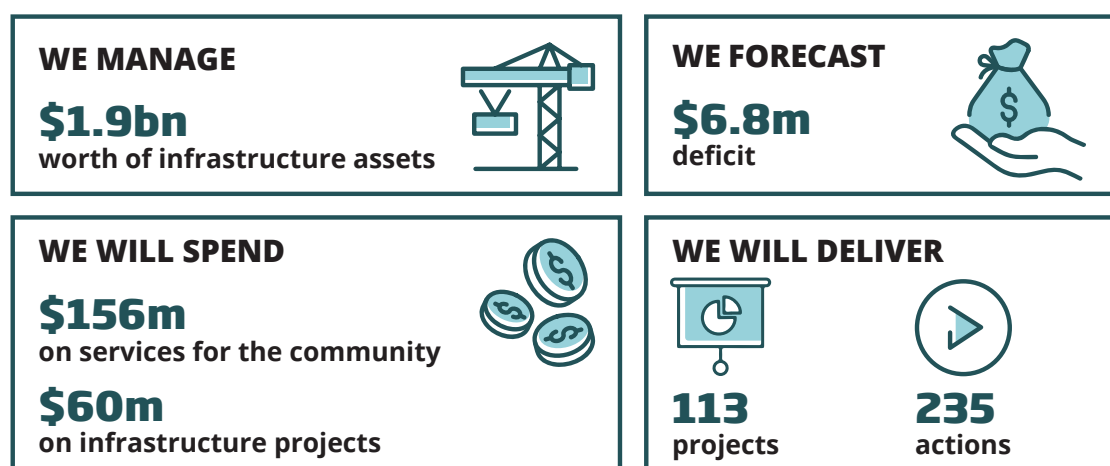 WE MANAGE
$1.9bn
worth of infrastructure assets
WE FORECAST
$6.8m
deficit
WE WILL SPEND
$156m
on services for the community
$60m
on infrastructure projects
WE WILL DELIVER
113
projects
235
actions